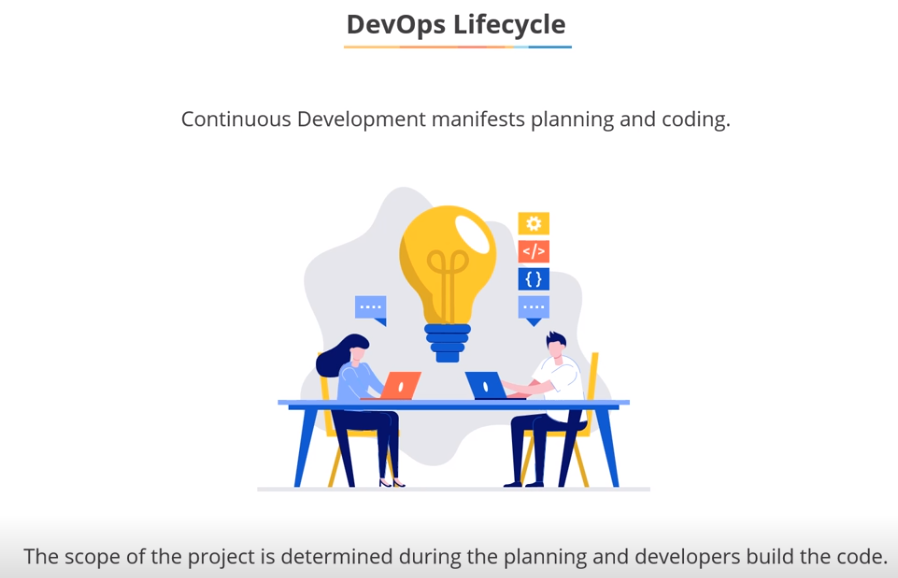 DevOps Lifecycle
Continuous Development manifests planning and coding.
</>
{}
The scope of the project is determined during the planning and developers build the code.